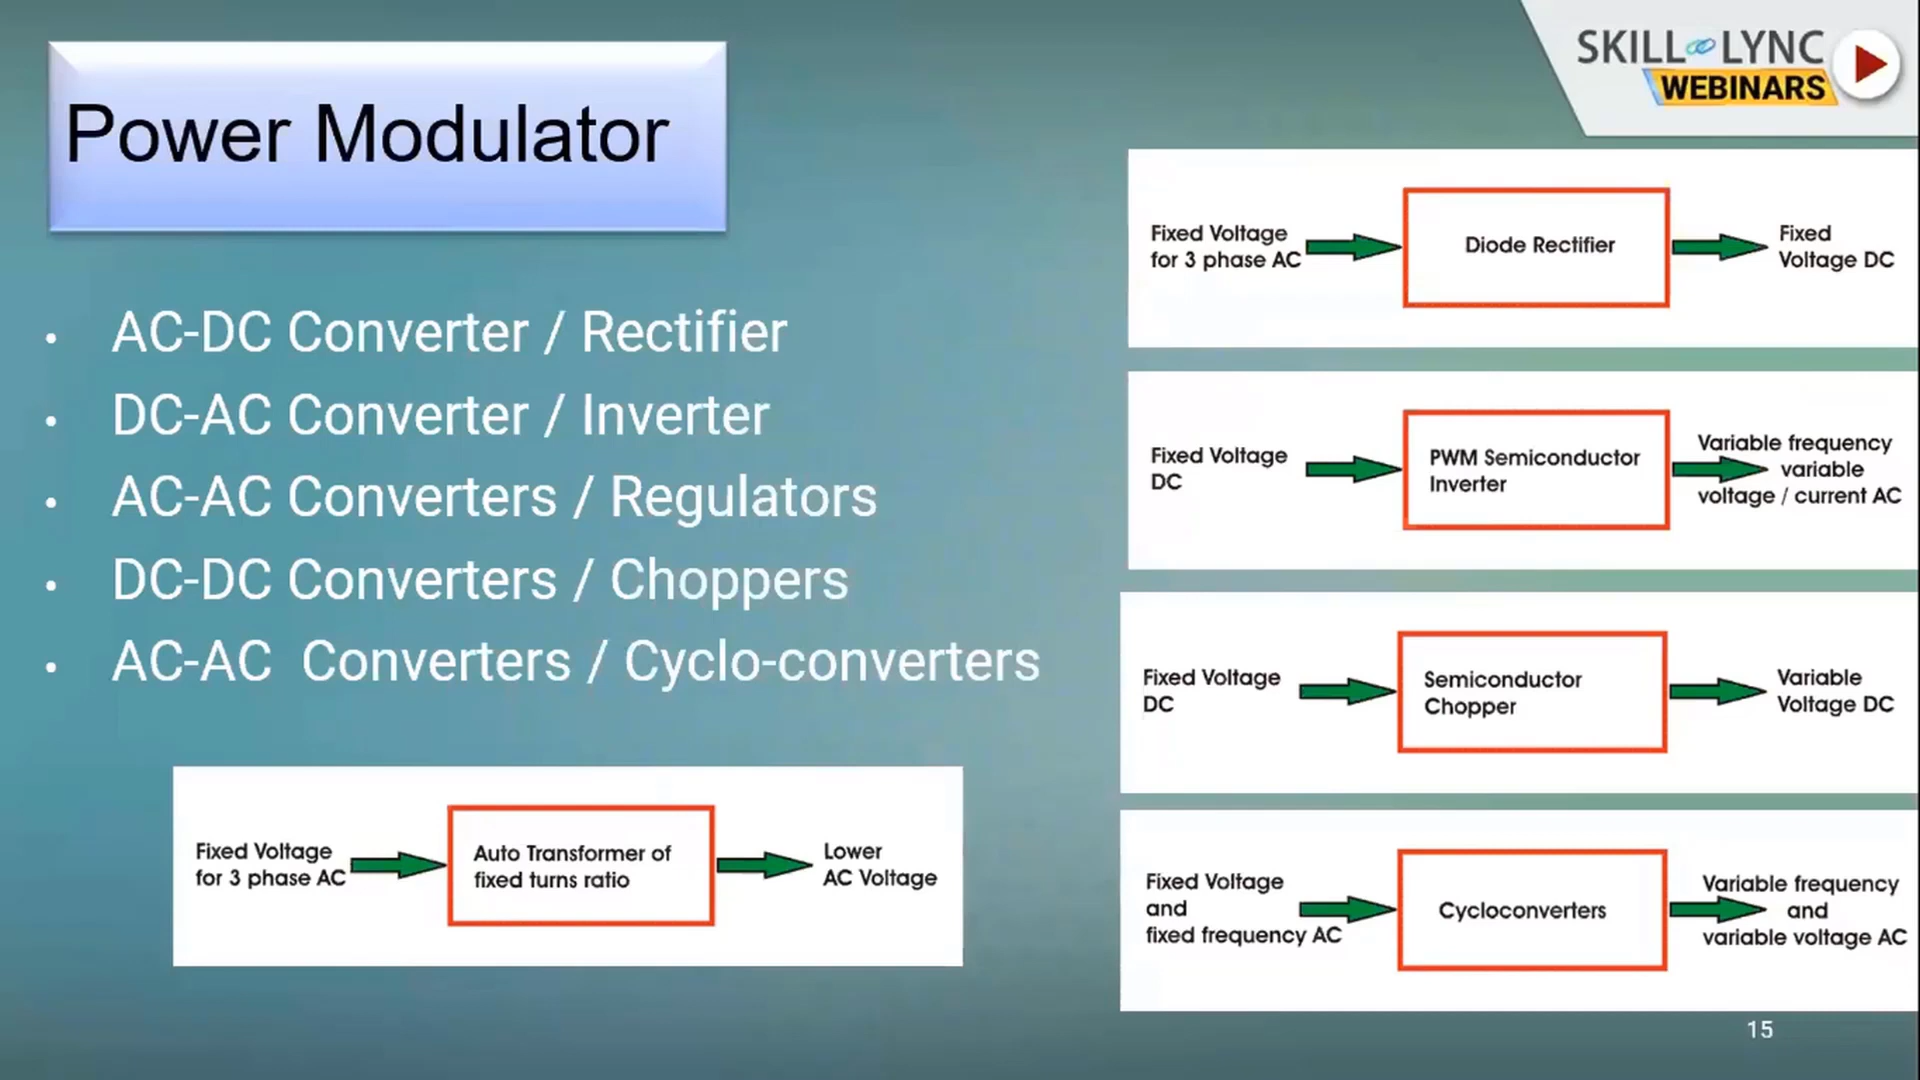 SKILL LYNC
WEBINARS
Power Modulator
• AC-DC Converter / Rectifier
• DC-AC Converter / Inverter
• AC-AC Converters / Regulators
• DC-DC Converters / Choppers
• AC-AC  Converters / Cyclo-converters
Fixed Voltage
for 3 phase AC
Auto Transformer of
fixed turns ratio
Lower
AC Voltage
Fixed Voltage
for 3 phase AC
Diode Rectifier
Fixed
Voltage DC
Fixed Voltage
DC
PWM Semiconductor
Inverter
Variable frequency
variable
voltage / current AC
Fixed Voltage
DC
Semiconductor
Chopper
Variable
Voltage DC
Fixed Voltage
and
fixed frequency AC
Cycloconverters
Variable frequency
and
variable voltage AC
15